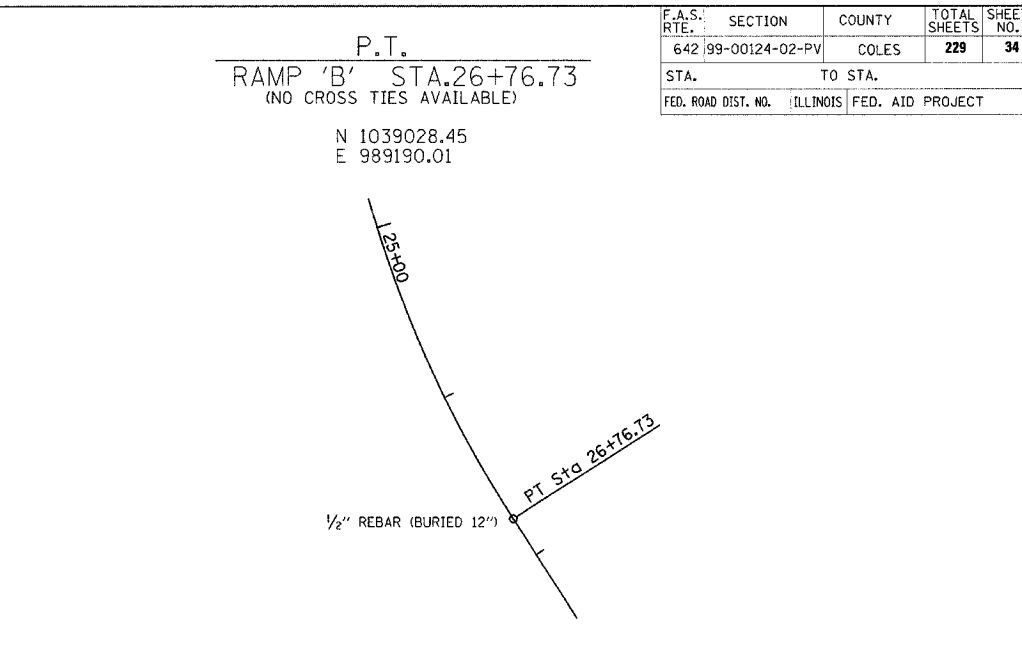 P.T.
RAMP 'B' STA.26+76.73
(NO CROSS TIES AVAILABLE)
N 1039028.45
E 989190.01
F.A.S. RTE. SECTION COUNTY TOTAL SHEETS SHEET NO.
642 99-00124-02-PV COLES 229 34
STA. TO STA.
FED. ROAD DIST. NO. ILLINOIS FED. AID PROJECT
25+00
PT Sta 26+76.73
1/2" REBAR (BURIED 12")